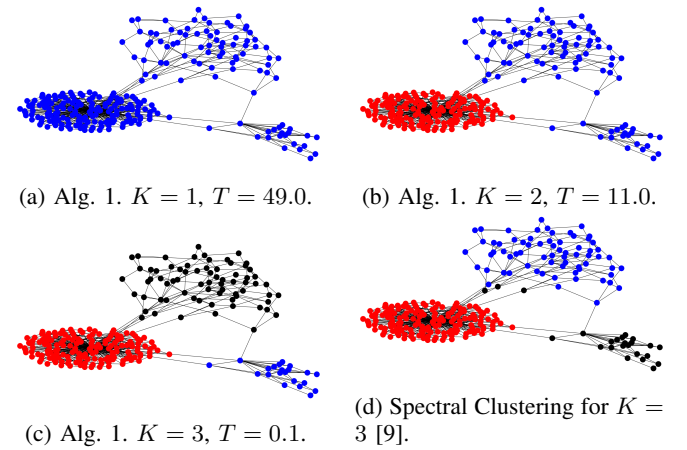 (a) Alg. 1. K = 1, T = 49.0.
(b) Alg. 1. K = 2, T = 11.0.
(c) Alg. 1. K = 3, T = 0.1.
(d) Spectral Clustering for K =
3 [9].